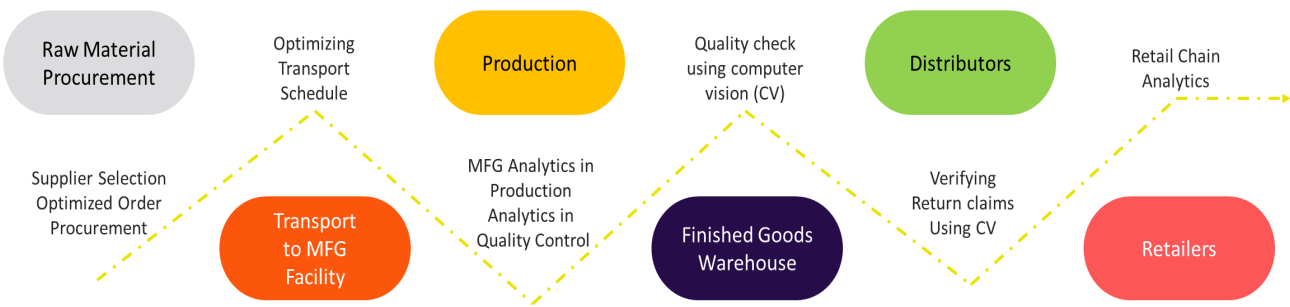 Raw Material
Procurement
Supplier Selection
Optimized Order
Procurement
Optimizing
Transport
Schedule
Transport
to MFG
Facility
Production
MFG Analytics in
Production
Analytics in
Quality Control
Quality check
using computer
vision (CV)
Finished Goods
Warehouse
Distributors
Verifying
Return claims
Using CV
Retail Chain
Analytics
Retailers